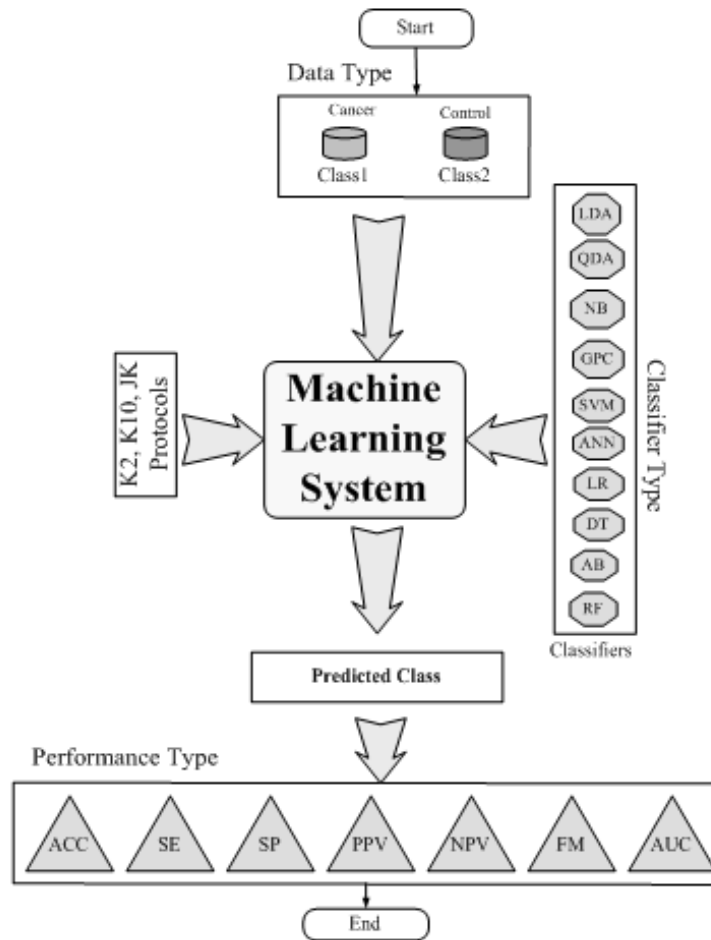 Start
Data Type
Cancer
Control
Class1
Class2
LDA
QDA
NB
GPC
SVM
ANN
LR
DT
AB
RF
Classifier Type
Classifiers
K2, K10, JK
Protocols
Machine
Learning
System
Predicted Class
Performance Type
ACC
SE
SP
PPV
NPV
FM
AUC
End